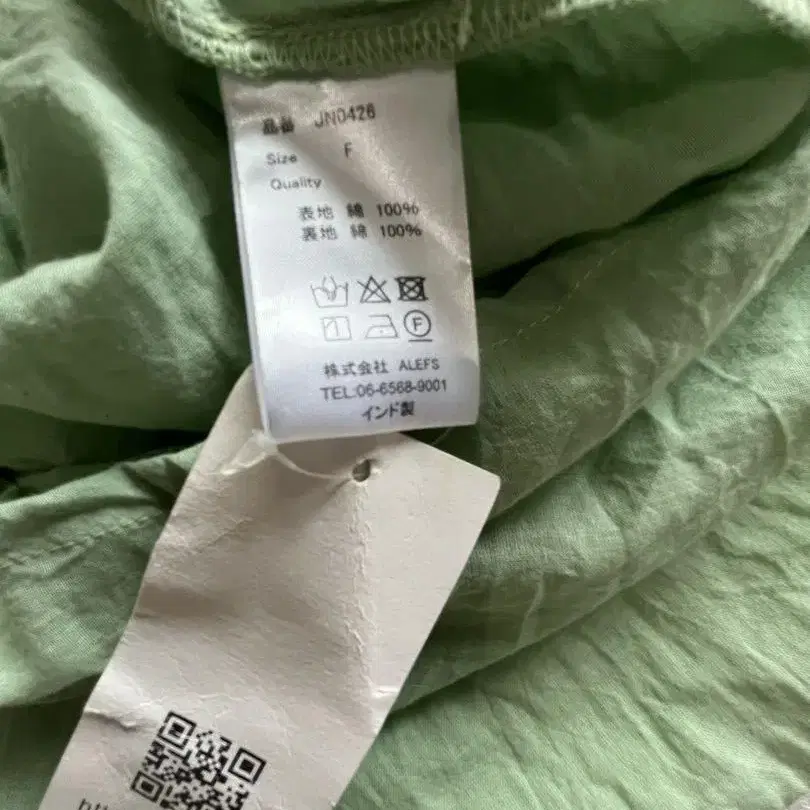 品番 JN0426
Size F
Quality
表地 綿 100%
裏地 綿 100%
F
株式会社 ALEFS
TEL:06-6568-9001
インド製